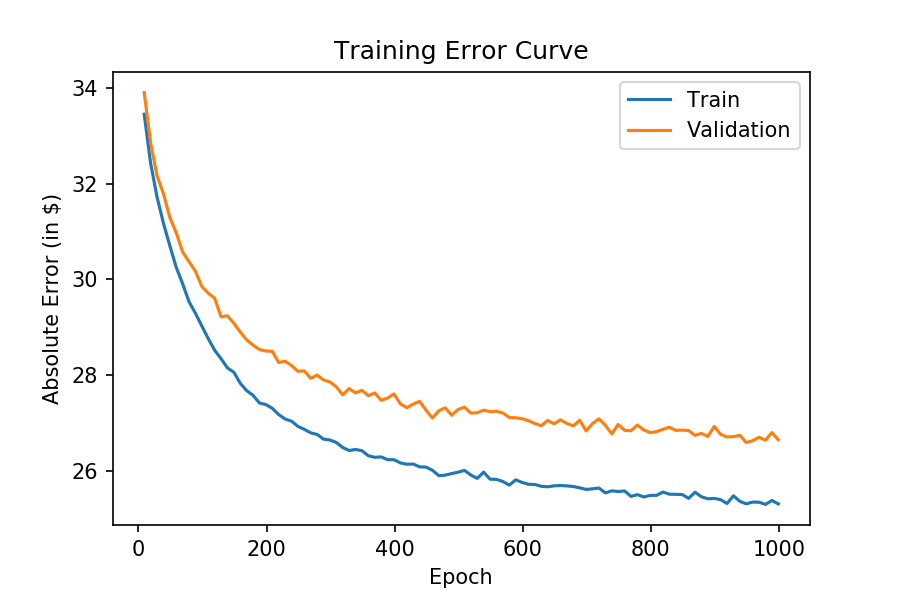 Training Error Curve
Train
Validation
34
32
30
28
26
Absolute Error (in $)
0 200 400 600 800 1000
Epoch